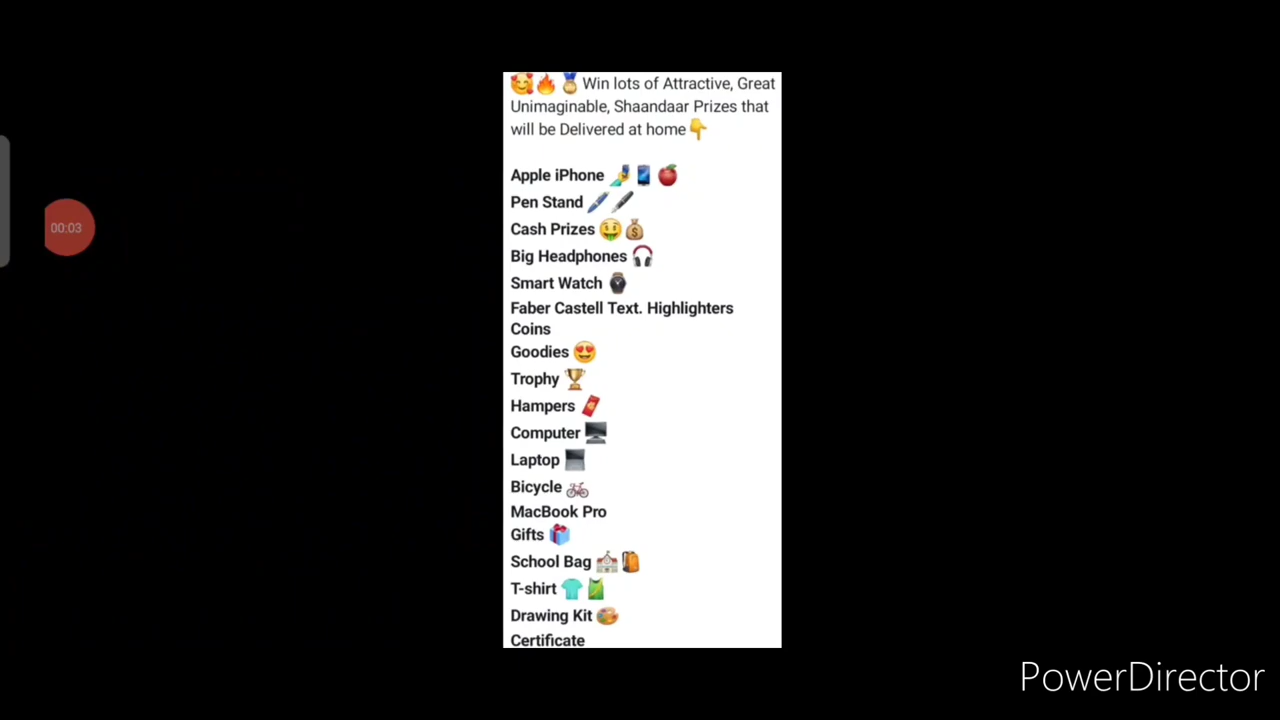 🥰🔥🏅Win lots of Attractive, Great
Unimaginable, Shaandaar Prizes that
will be Delivered at home👇
Apple iPhone 🤳📱🍎
Pen Stand 🖊️🖋️
Cash Prizes 🤑💰
Big Headphones 🎧
Smart Watch ⌚
Faber Castell Text. Highlighters
Coins
Goodies 😍
Trophy 🏆
Hampers 🧧
Computer 🖥️
Laptop 💻
Bicycle 🚲
MacBook Pro
Gifts 🎁
School Bag 🏫🎒
T-shirt 👕🎽
Drawing Kit 🎨
Certificate
00:03
PowerDirector